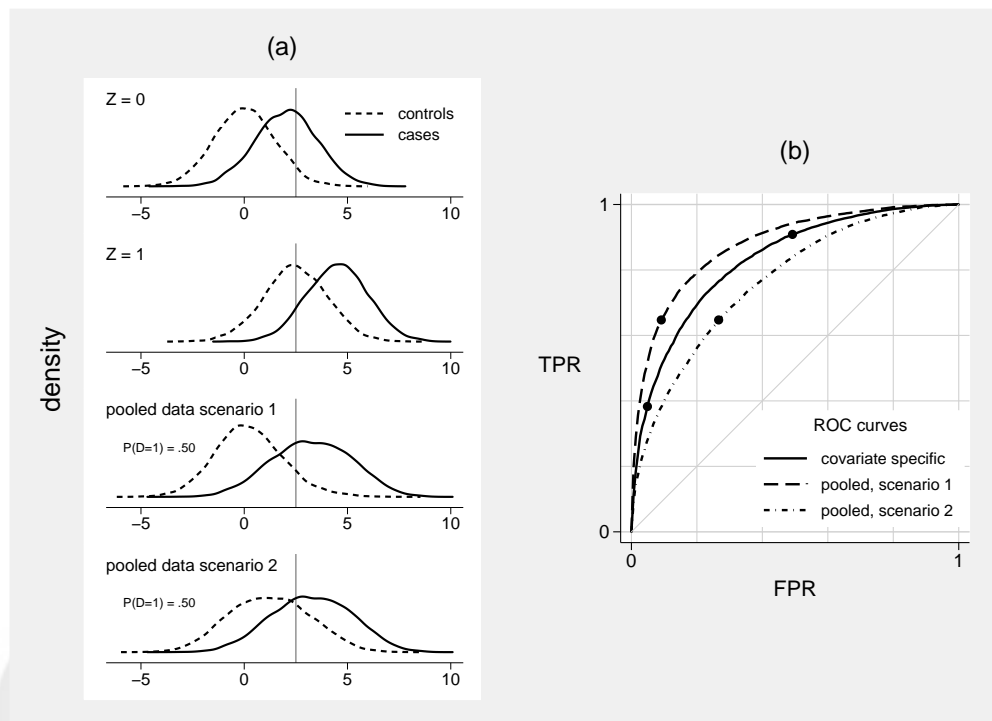 (a)
density
Z = 0
controls
cases
−5 0 5 10
Z = 1
−5 0 5 10
pooled data scenario 1
P(D=1) = .50
−5 0 5 10
pooled data scenario 2
P(D=1) = .50
−5 0 5 10
(b)
TPR
1
0
ROC curves
covariate specific
pooled, scenario 1
pooled, scenario 2
0 1
FPR